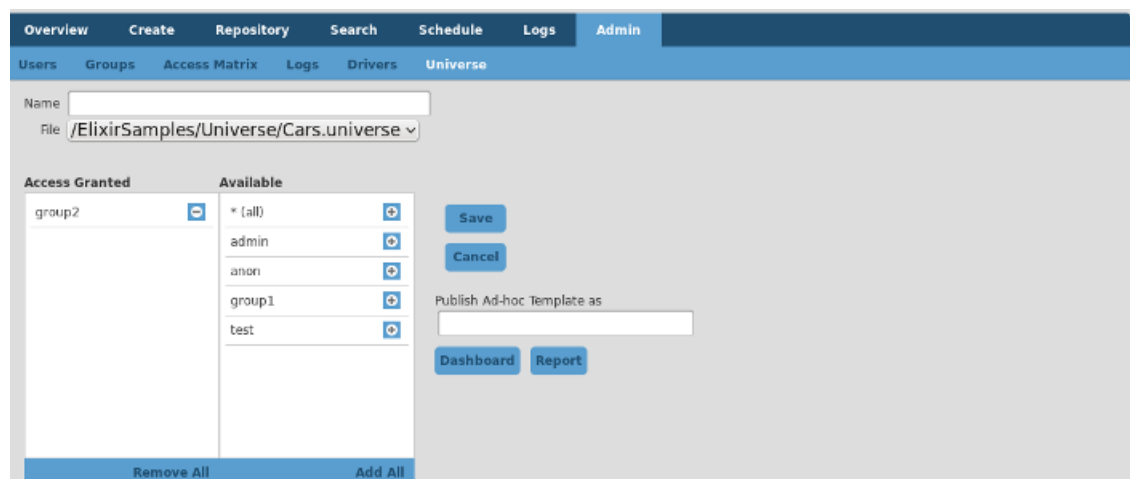 Overview Create Repository Search Schedule Logs Admin
Users Groups Access Matrix Logs Drivers Universe
Name
File /ElixirSamples/Universe/Cars.universe
Access Granted Available
group2 * (all)
admin
anon
group1
test
Save
Cancel
Publish Ad-hoc Template as
Dashboard Report
Remove All Add All